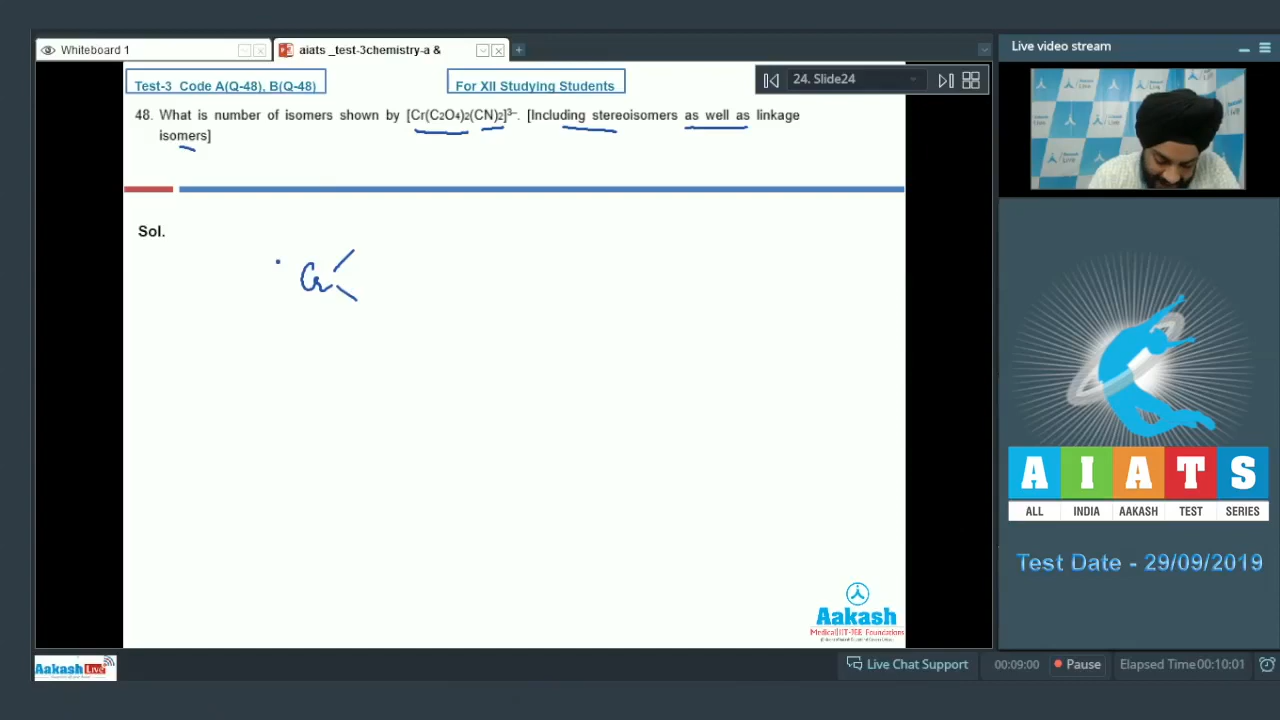 Whiteboard 1
aiats _test-3chemistry-a &
Live video stream
Test-3 Code A(Q-48), B(Q-48)
For XII Studying Students
24. Slide24
48. What is number of isomers shown by [Cr(C₂O₄)₂(CN)₂]³⁻. [Including stereoisomers as well as linkage
isomers]
Sol.
Cr
A I A T S
ALL INDIA AAKASH TEST SERIES
Test Date - 29/09/2019
Aakash
Medical|IIT-JEE|Foundations
Aakash Live
Live Chat Support
00:09:00
Pause
Elapsed Time 00:10:01